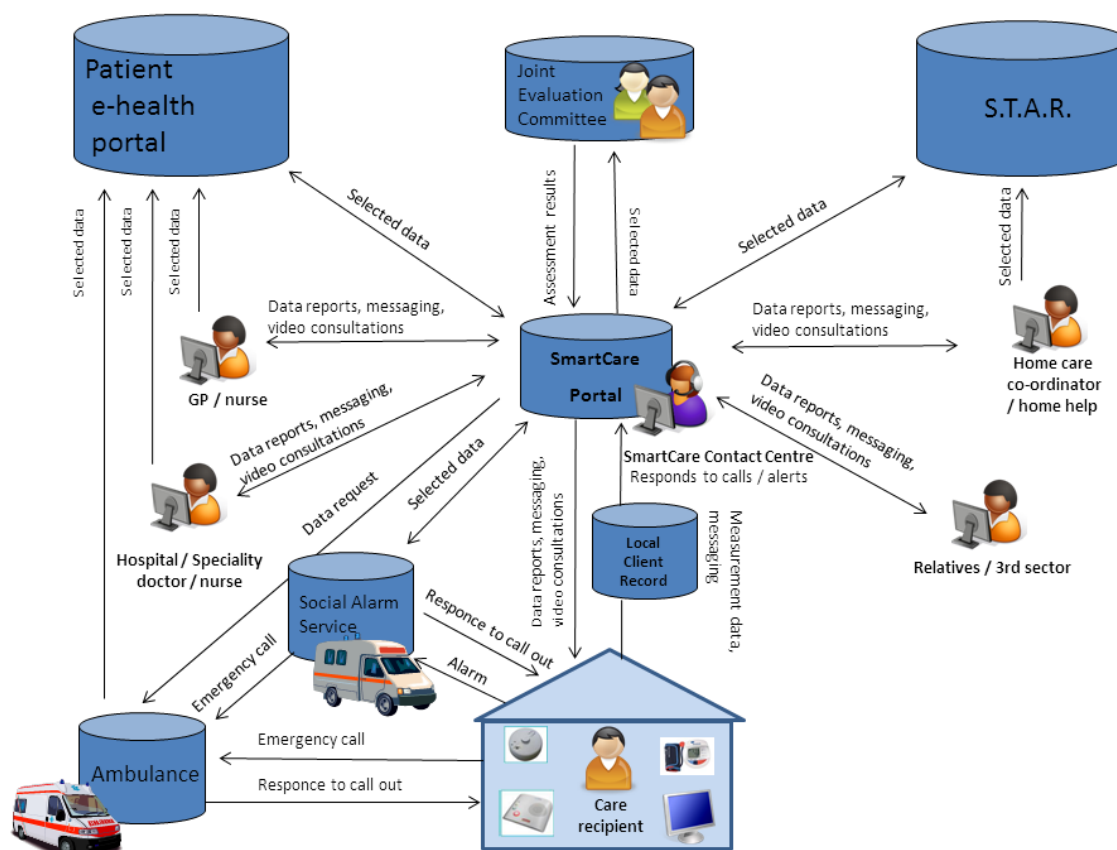 Patient
e-health
portal
Joint
Evaluation
Committee
S.T.A.R.
Selected data
Selected data
Selected data
Selected data
Assessment results
Selected data
Selected data
Selected data
Data reports, messaging,
video consultations
GP / nurse
SmartCare
Portal
Data reports, messaging,
video consultations
Home care
co-ordinator
/ home help
Data reports, messaging,
video consultations
Hospital / Speciality
doctor / nurse
Data request
Selected data
SmartCare Contact Centre
Responds to calls / alerts
Data reports, messaging,
video consultations
Relatives / 3rd sector
Data reports, messaging,
video consultations
Local
Client
Record
Measurement data,
messaging
Social Alarm
Service
Responce to call out
Alarm
Emergency call
Ambulance
Emergency call
Responce to call out
Care
recipient